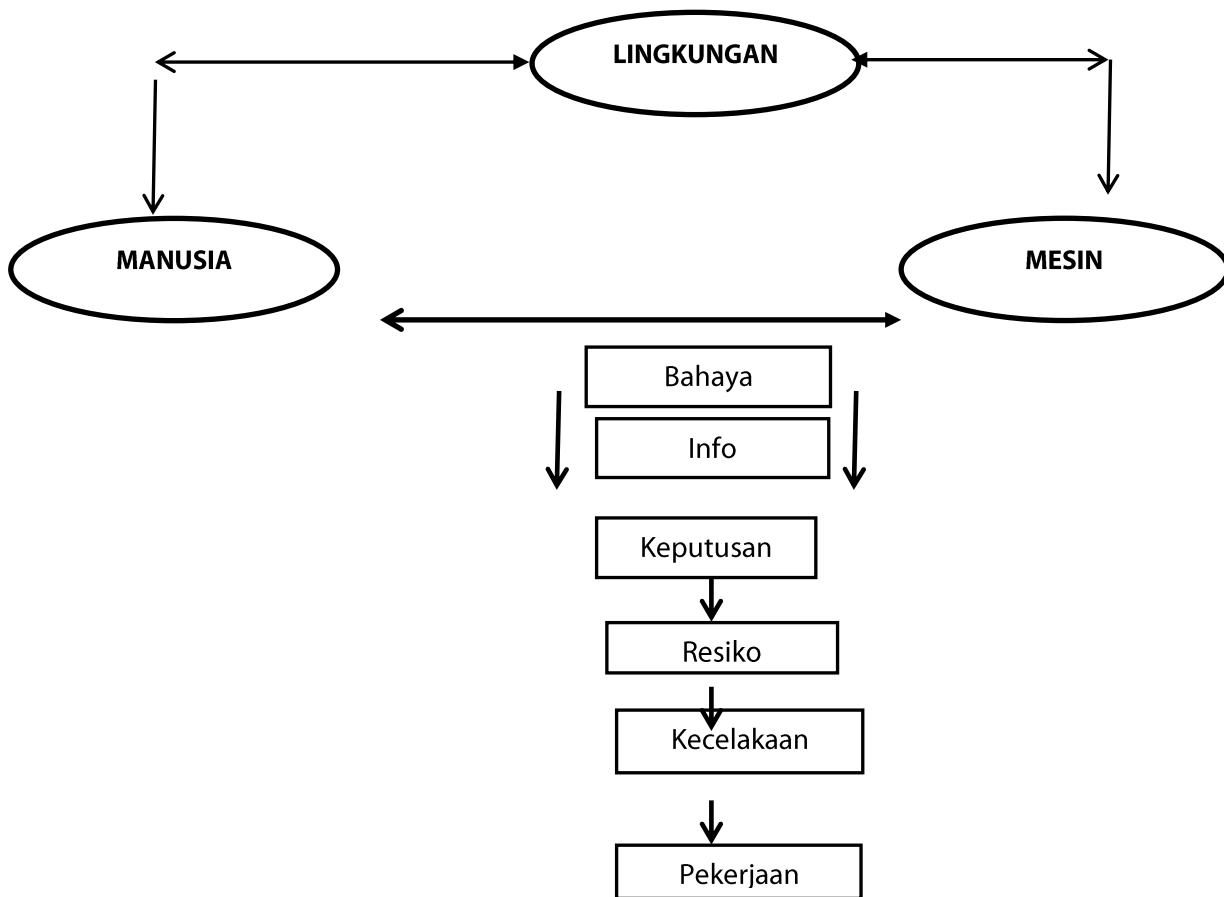 LINGKUNGAN
MANUSIA
MESIN
Bahaya
Info
Keputusan
Resiko
Kecelakaan
Pekerjaan